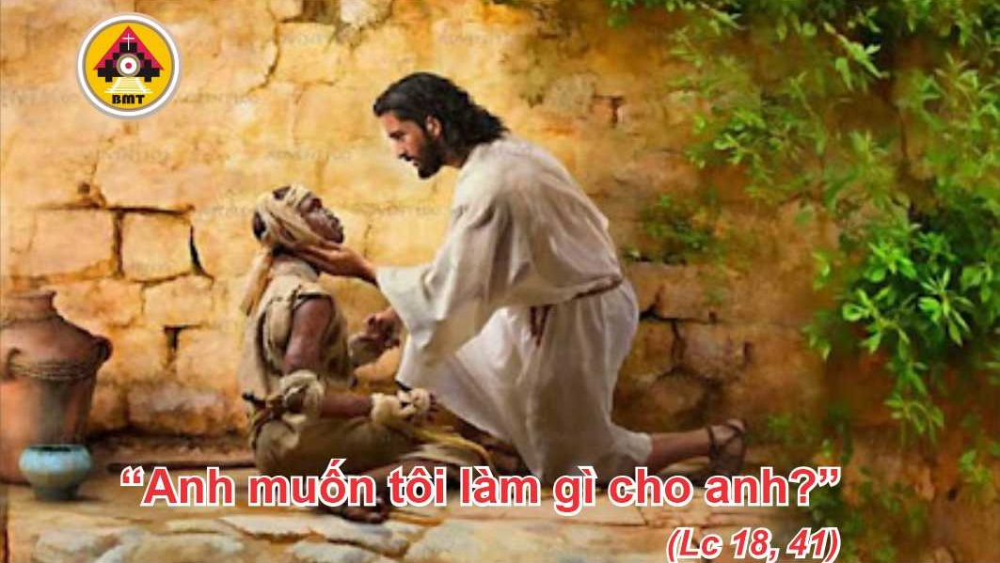 BMT
“Anh muốn tôi làm gì cho anh?”
(Lc 18, 41)